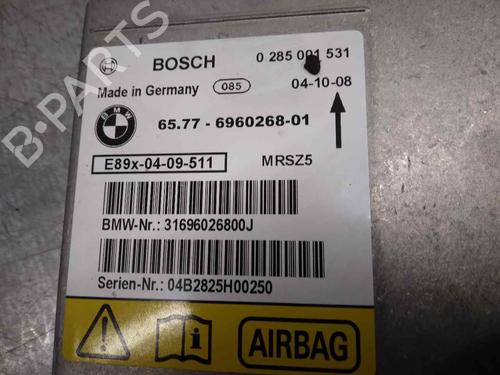 BOSCH 0 285 001 531
Made in Germany 085 04-10-08
BMW
65.77 - 6960268-01
E89x-04-09-511 MRSZ5
BMW-Nr.: 31696026800J
Serien-Nr.: 04B2825H00250
AIRBAG
B-PARTS